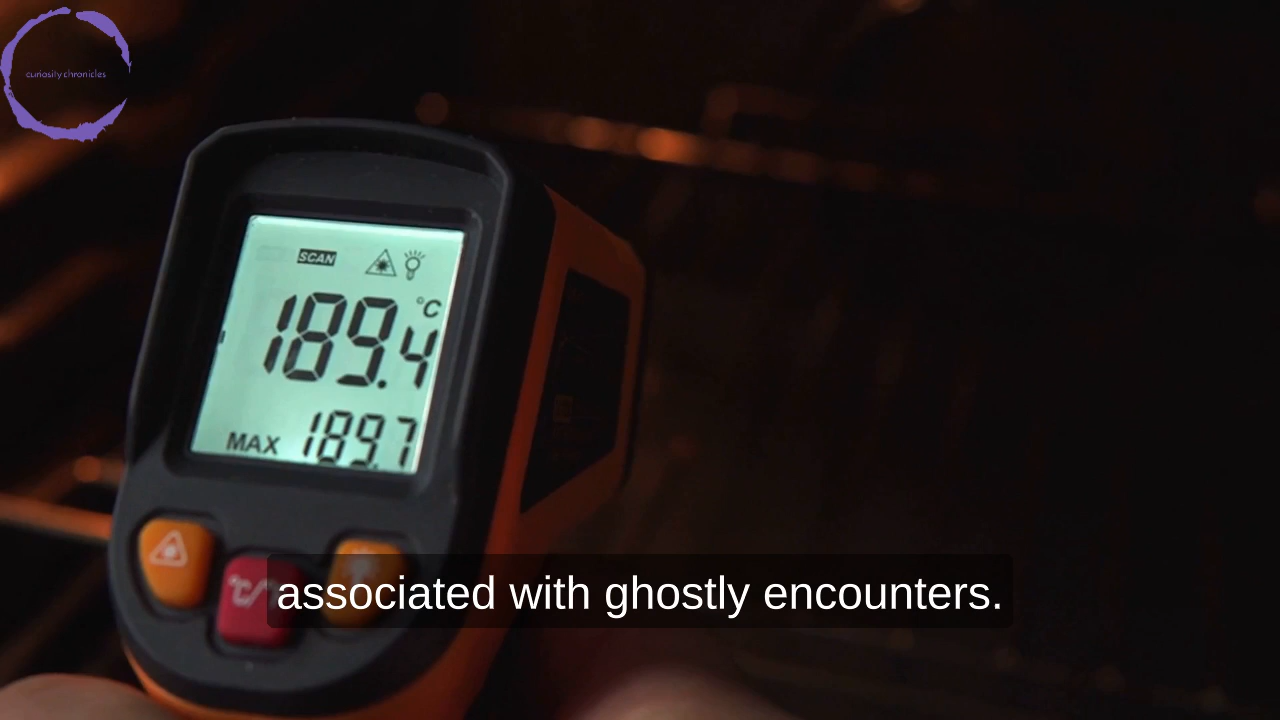 curiosity chronicles
SCAN
°C
189.4
MAX 189.7
°C/°
associated with ghostly encounters.